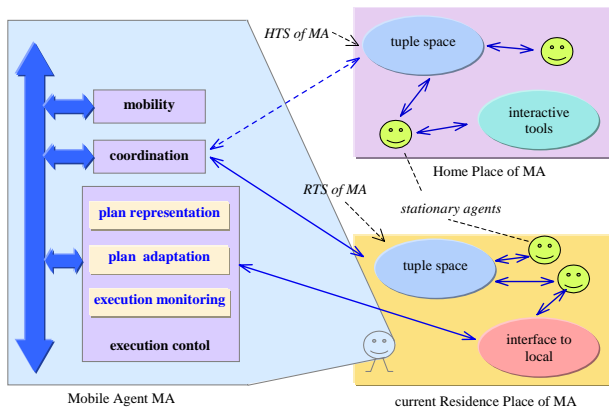 HTS of MA
tuple space
interactive
tools
Home Place of MA
mobility
coordination
plan representation
plan adaptation
execution monitoring
execution contol
Mobile Agent MA
RTS of MA
stationary agents
tuple space
interface to
local
current Residence Place of MA